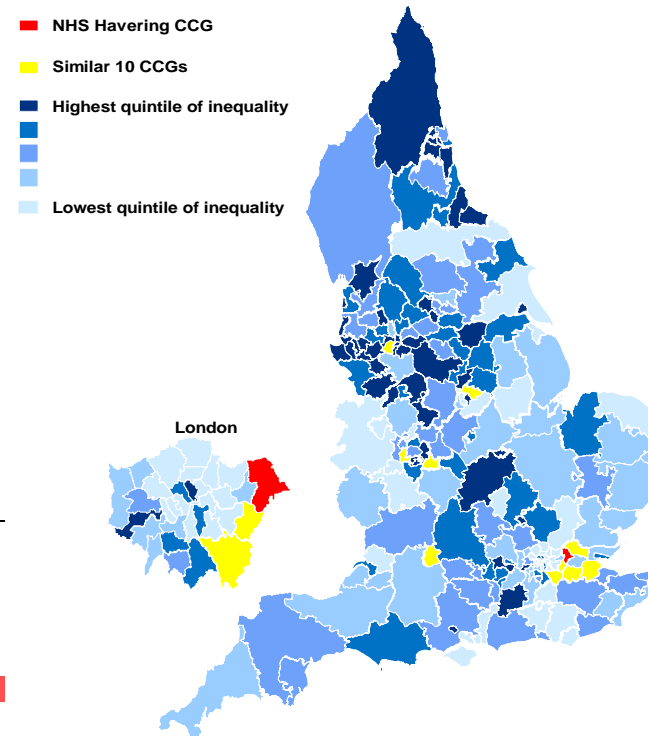 NHS Havering CCG
Similar 10 CCGs
Highest quintile of inequality
Lowest quintile of inequality
London